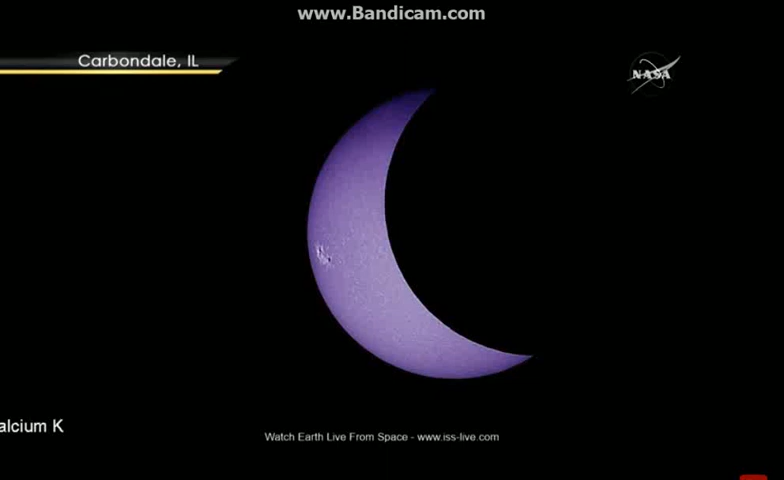 www.Bandicam.com
Carbondale, IL
NASA
alcium K
Watch Earth Live From Space - www.iss-live.com